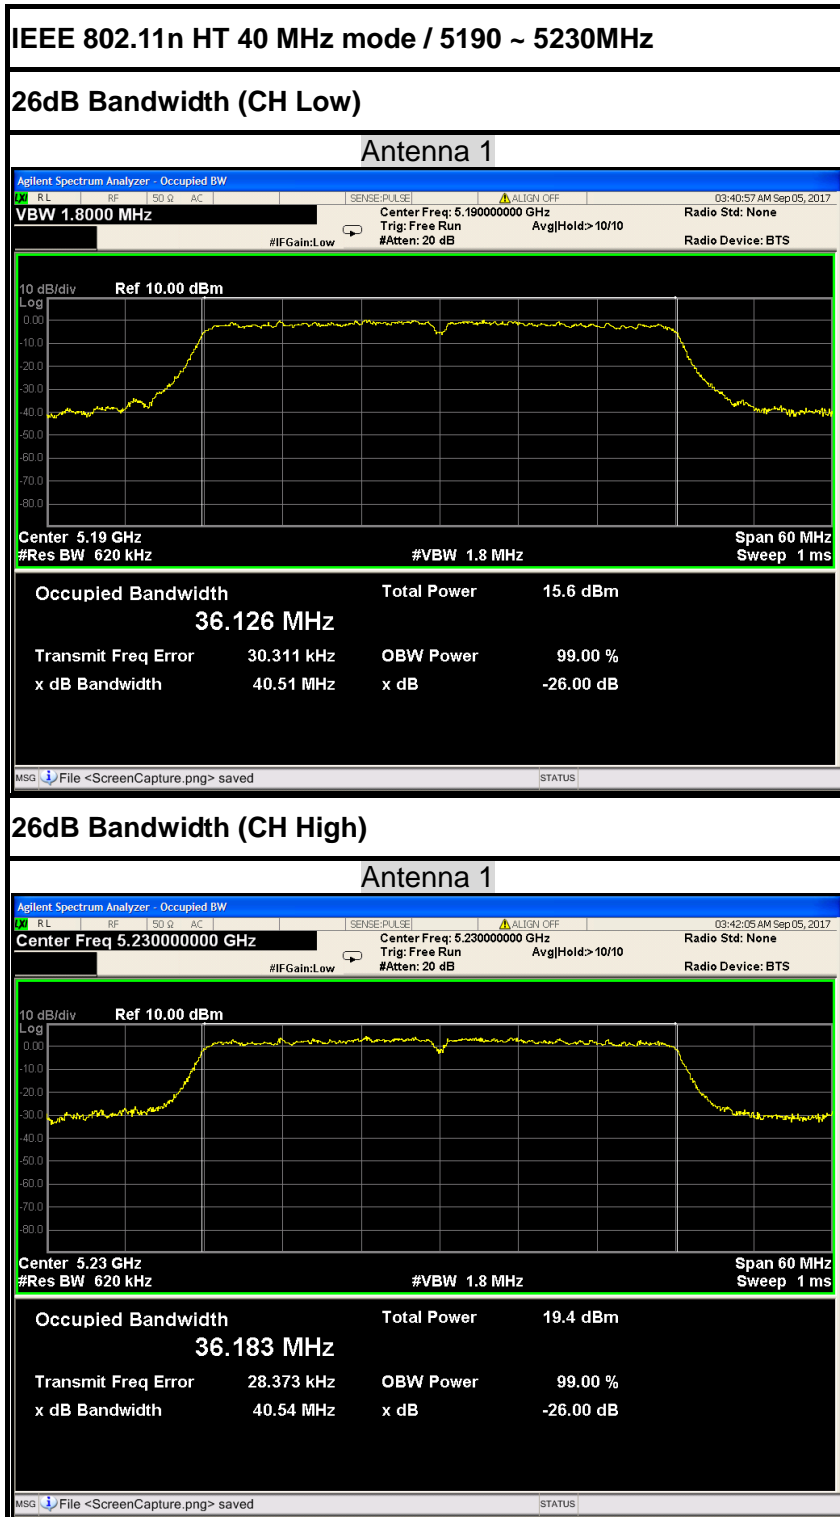 IEEE 802.11n HT 40 MHz mode / 5190 ~ 5230MHz
26dB Bandwidth (CH Low)
Antenna 1
Agilent Spectrum Analyzer - Occupied BW
LXI RL RF 50 Ω AC SENSE:PULSE ALIGN OFF 03:40:57 AM Sep 05, 2017
VBW 1.8000 MHz
Center Freq: 5.190000000 GHz Radio Std: None
Trig: Free Run Avg|Hold:>10/10
#IFGain:Low #Atten: 20 dB Radio Device: BTS
10 dB/div Ref 10.00 dBm
Log
0.00
-10.0
-20.0
-30.0
-40.0
-50.0
-60.0
-70.0
-80.0
Center 5.19 GHz Span 60 MHz
#Res BW 620 kHz #VBW 1.8 MHz Sweep 1 ms
Occupied Bandwidth Total Power 15.6 dBm
36.126 MHz
Transmit Freq Error 30.311 kHz OBW Power 99.00 %
x dB Bandwidth 40.51 MHz x dB -26.00 dB
MSG File <ScreenCapture.png> saved STATUS
26dB Bandwidth (CH High)
Antenna 1
Agilent Spectrum Analyzer - Occupied BW
LXI RL RF 50 Ω AC SENSE:PULSE ALIGN OFF 03:42:05 AM Sep 05, 2017
Center Freq 5.230000000 GHz
Center Freq: 5.230000000 GHz Radio Std: None
Trig: Free Run Avg|Hold:>10/10
#IFGain:Low #Atten: 20 dB Radio Device: BTS
10 dB/div Ref 10.00 dBm
Log
0.00
-10.0
-20.0
-30.0
-40.0
-50.0
-60.0
-70.0
-80.0
Center 5.23 GHz Span 60 MHz
#Res BW 620 kHz #VBW 1.8 MHz Sweep 1 ms
Occupied Bandwidth Total Power 19.4 dBm
36.183 MHz
Transmit Freq Error 28.373 kHz OBW Power 99.00 %
x dB Bandwidth 40.54 MHz x dB -26.00 dB
MSG File <ScreenCapture.png> saved STATUS